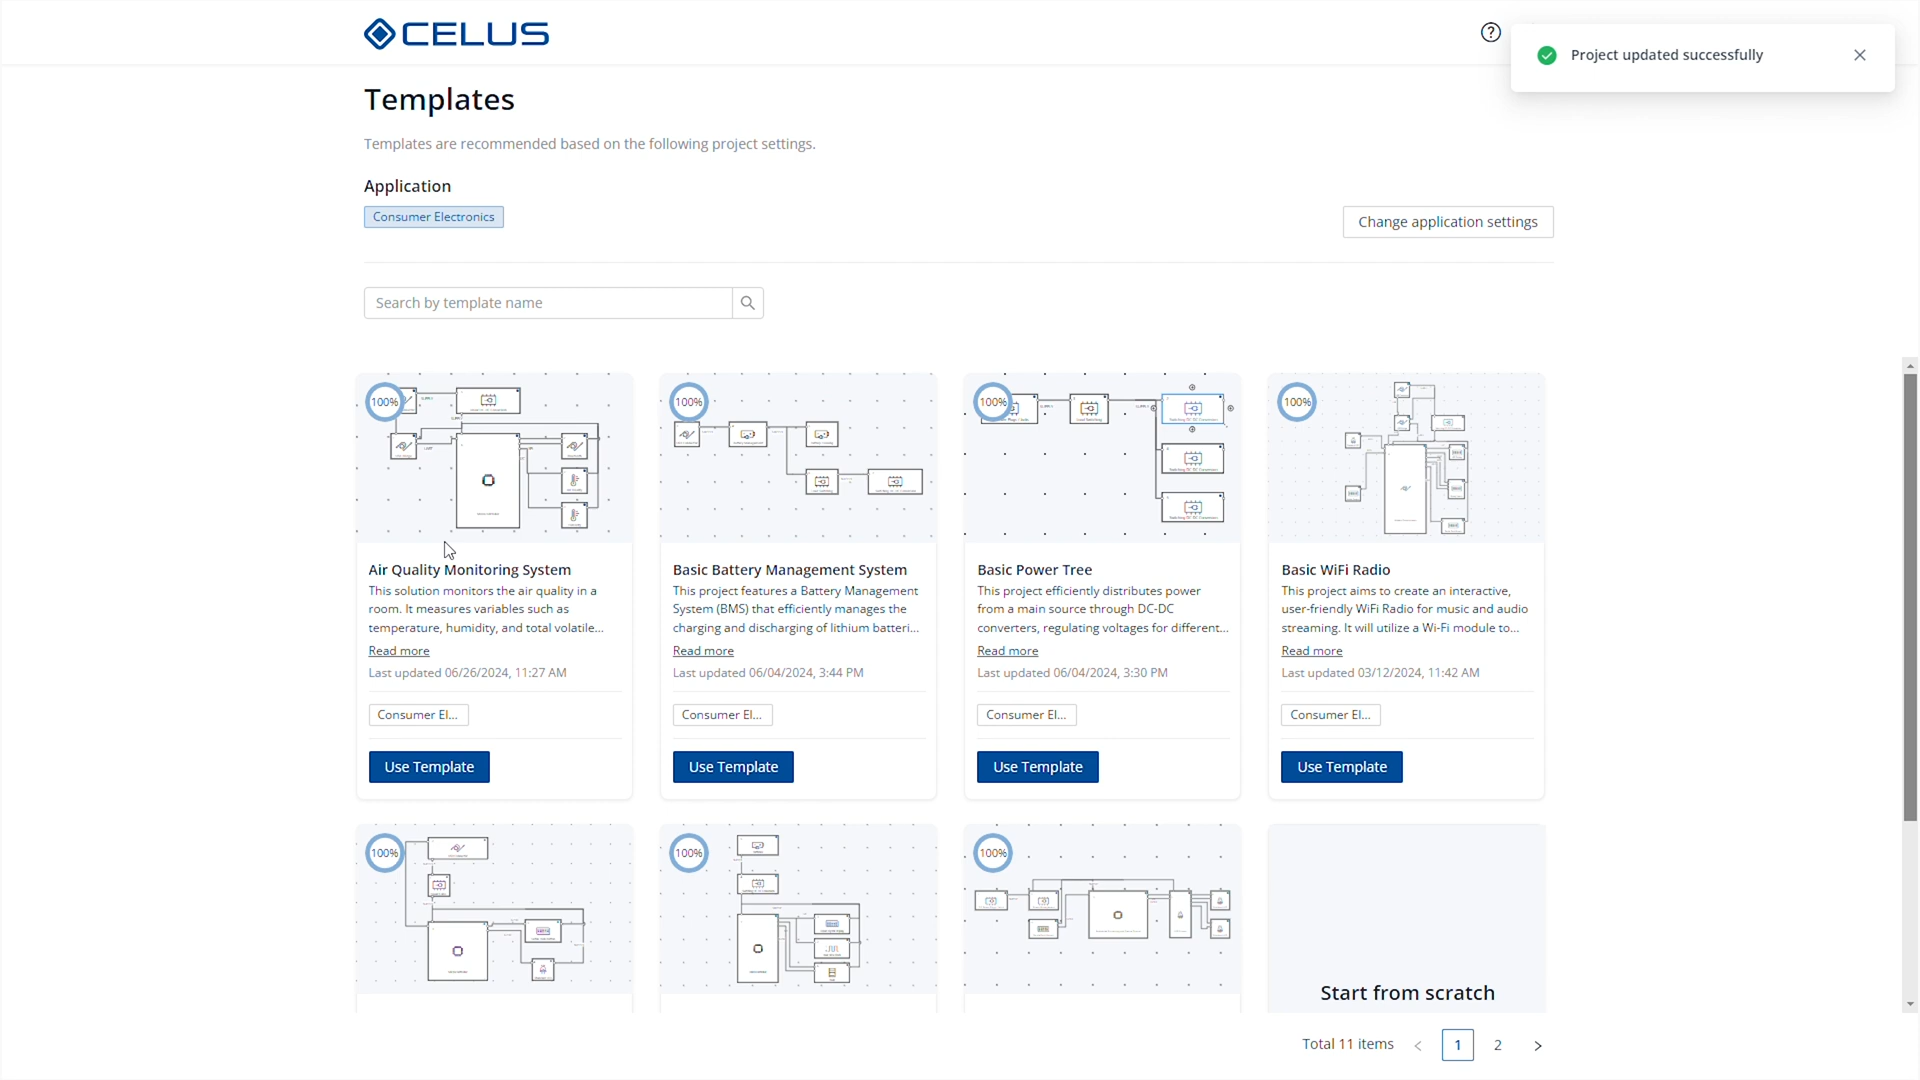 CELUS
Project updated successfully
Templates
Templates are recommended based on the following project settings.
Application
Consumer Electronics
Change application settings
Search by template name
100%
100%
100%
100%
Air Quality Monitoring System
This solution monitors the air quality in a
room. It measures variables such as
temperature, humidity, and total volatile...
Read more
Last updated 06/26/2024, 11:27 AM
Consumer El...
Use Template
Basic Battery Management System
This project features a Battery Management
System (BMS) that efficiently manages the
charging and discharging of lithium batteri...
Read more
Last updated 06/04/2024, 3:44 PM
Consumer El...
Use Template
Basic Power Tree
This project efficiently distributes power
from a main source through DC-DC
converters, regulating voltages for different...
Read more
Last updated 06/04/2024, 3:30 PM
Consumer El...
Use Template
Basic WiFi Radio
This project aims to create an interactive,
user-friendly WiFi Radio for music and audio
streaming. It will utilize a Wi-Fi module to...
Read more
Last updated 03/12/2024, 11:42 AM
Consumer El...
Use Template
100%
100%
100%
Start from scratch
Total 11 items
1
2